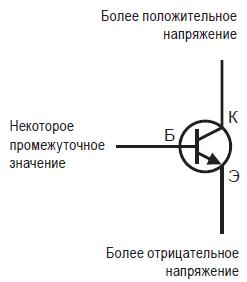 Более положительное
напряжение
К
Б
Некоторое
промежуточное
значение
Э
Более отрицательное
напряжение